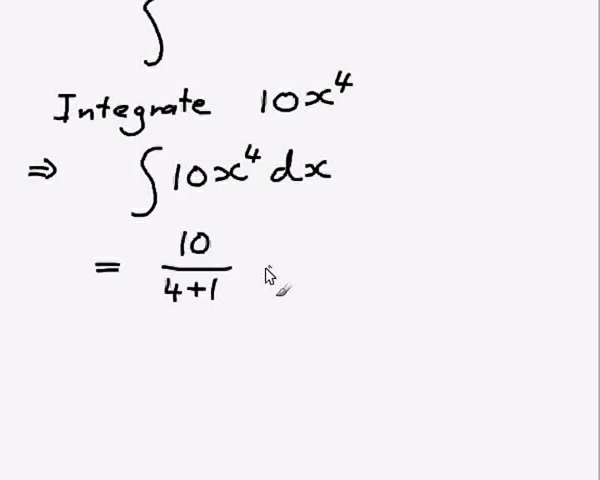 ∫
Integrate 10x⁴
⇒ ∫10x⁴ dx
= 10/(4+1)